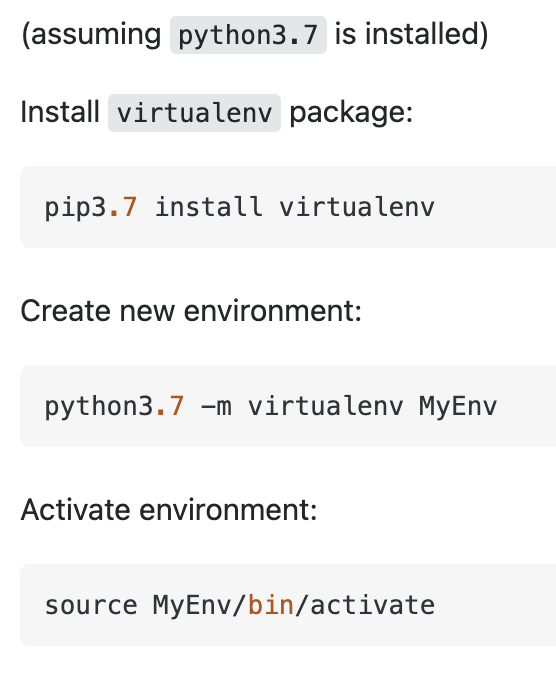 (assuming python3.7 is installed)
Install virtualenv package:
pip3.7 install virtualenv
Create new environment:
python3.7 -m virtualenv MyEnv
Activate environment:
source MyEnv/bin/activate